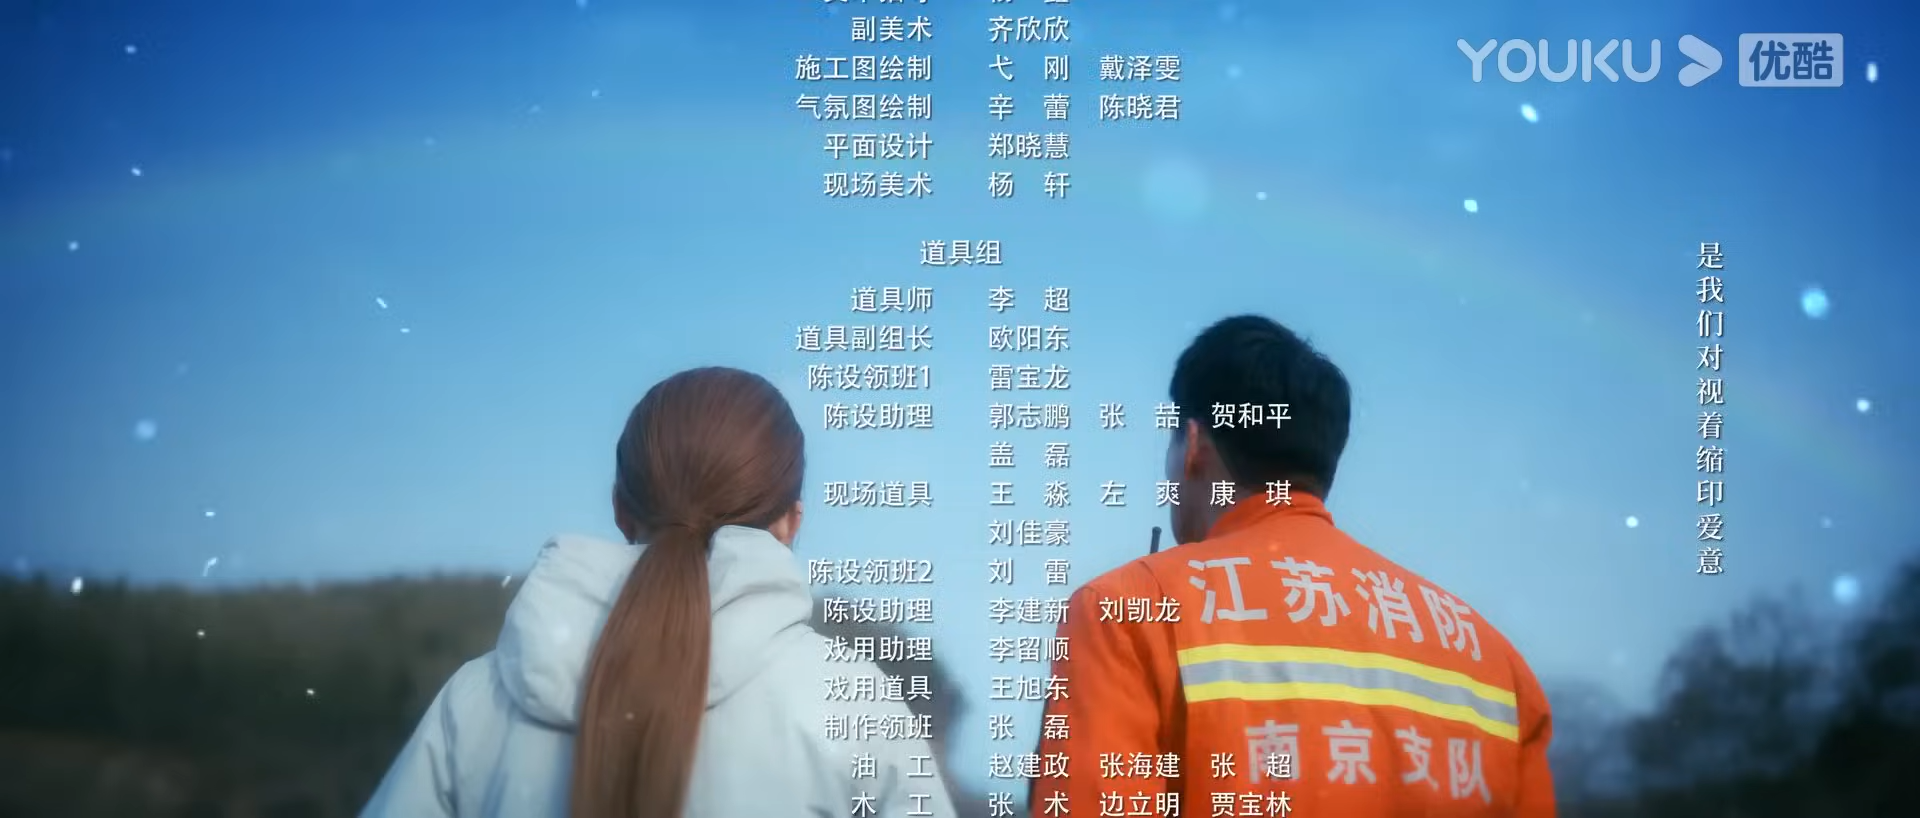 副美术 齐欣欣
施工图绘制 弋 刚 戴泽雯
气氛图绘制 辛 蕾 陈晓君
平面设计 郑晓慧
现场美术 杨 轩
道具组
道具师 李 超
道具副组长 欧阳东
陈设领班1 雷宝龙
陈设助理 郭志鹏 张 喆 贺和平
盖 磊
现场道具 王 淼 左 爽 康 琪
刘佳豪
陈设领班2 刘 雷
陈设助理 李建新 刘凯龙
戏用助理 李留顺
戏用道具 王旭东
制作领班 张 磊
油 工 赵建政 张海建 张 超
木 工 张 术 边立明 贾宝林
YOUKU 优酷
是我们对视着缩印爱意
江苏消防
南京支队